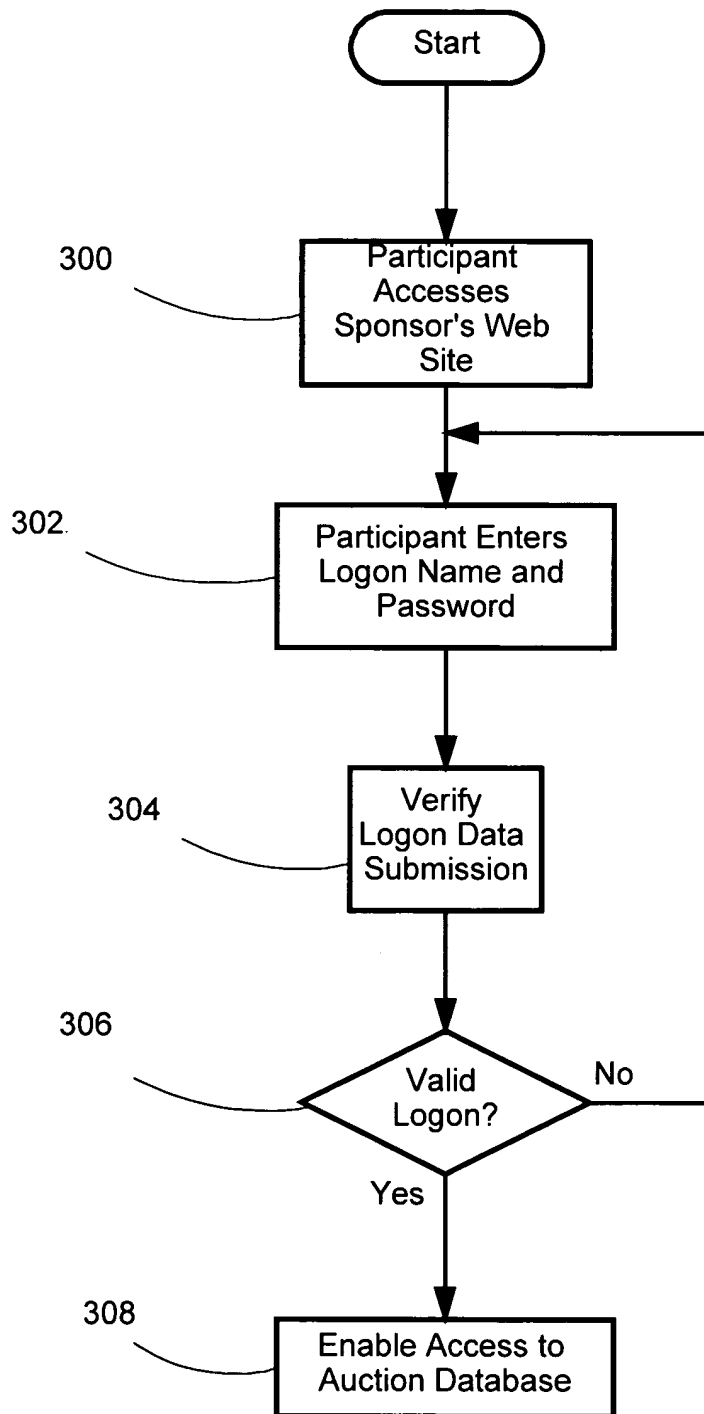 Start
300
Participant
Accesses
Sponsor's Web
Site
302
Participant Enters
Logon Name and
Password
304
Verify
Logon Data
Submission
306
Valid
Logon?
No
Yes
308
Enable Access to
Auction Database